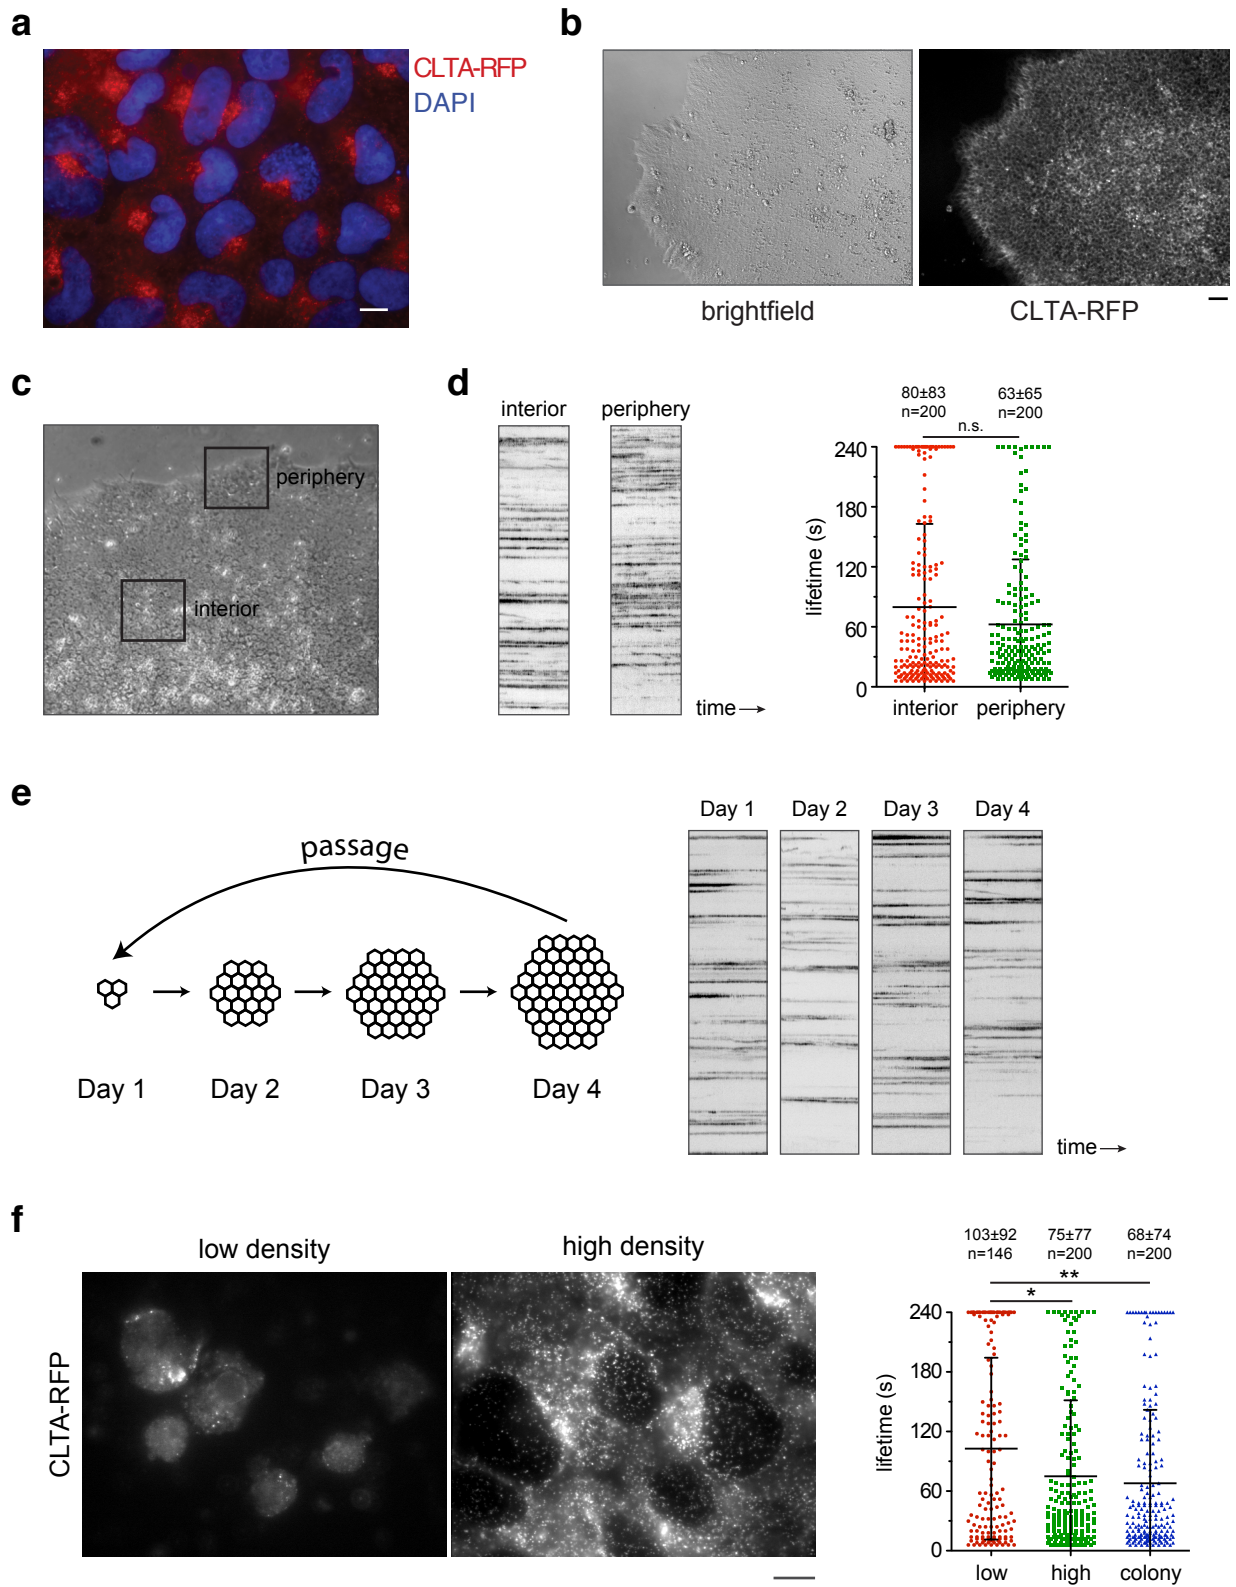 a
CLTA-RFP
DAPI
b
brightfield
CLTA-RFP
c
periphery
interior
d
interior
periphery
time
80±83
n=200
63±65
n=200
n.s.
240
180
120
60
0
lifetime (s)
interior
periphery
e
passage
Day 1
Day 2
Day 3
Day 4
Day 1
Day 2
Day 3
Day 4
time
f
low density
high density
CLTA-RFP
103±92
n=146
75±77
n=200
68±74
n=200
**
*
240
180
120
60
0
lifetime (s)
low
high
colony